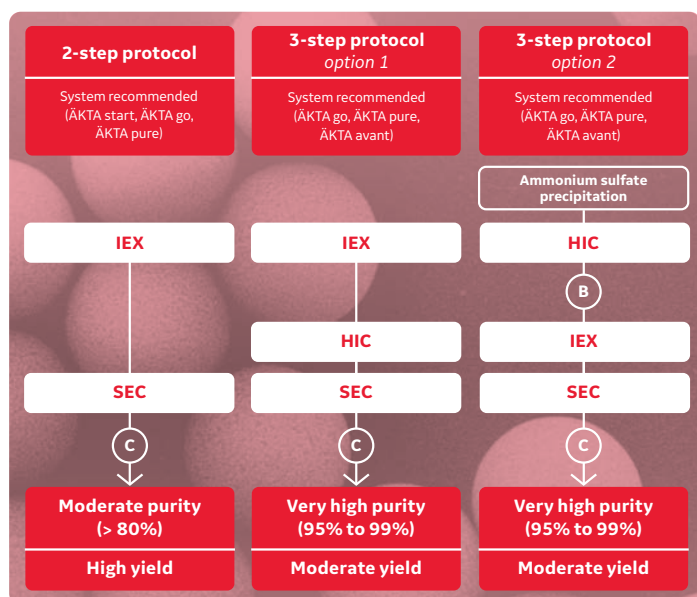 2-step protocol
System recommended
(ÄKTA start, ÄKTA go,
ÄKTA pure)
IEX
SEC
C
Moderate purity
(> 80%)
High yield
3-step protocol
option 1
System recommended
(ÄKTA go, ÄKTA pure,
ÄKTA avant)
IEX
HIC
SEC
C
Very high purity
(95% to 99%)
Moderate yield
3-step protocol
option 2
System recommended
(ÄKTA go, ÄKTA pure,
ÄKTA avant)
Ammonium sulfate
precipitation
HIC
B
IEX
SEC
C
Very high purity
(95% to 99%)
Moderate yield